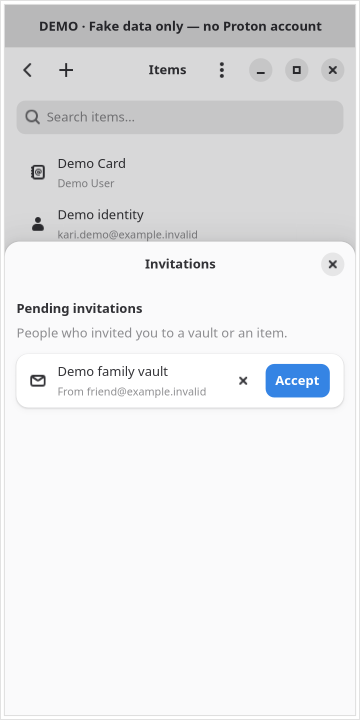 DEMO · Fake data only — no Proton account
Items
Search items...
Demo Card
Demo User
Demo identity
kari.demo@example.invalid
Invitations
Pending invitations
People who invited you to a vault or an item.
Demo family vault
From friend@example.invalid
Accept